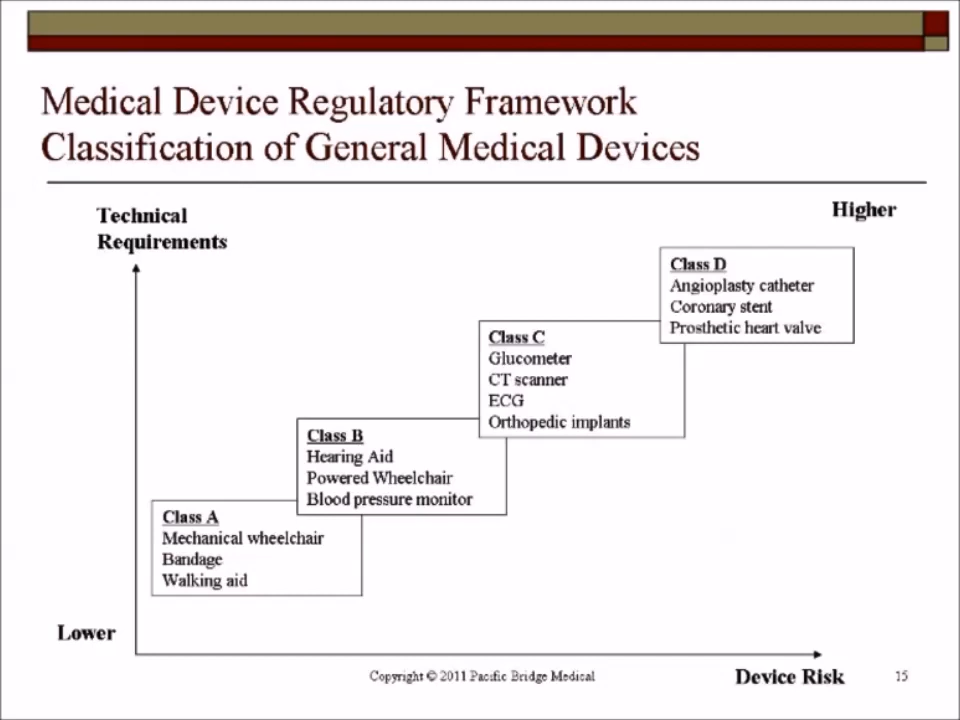 Medical Device Regulatory Framework
Classification of General Medical Devices
Technical
Requirements
Higher
Class D
Angioplasty catheter
Coronary stent
Prosthetic heart valve
Class C
Glucometer
CT scanner
ECG
Orthopedic implants
Class B
Hearing Aid
Powered Wheelchair
Blood pressure monitor
Class A
Mechanical wheelchair
Bandage
Walking aid
Lower
Copyright © 2011 Pacific Bridge Medical
Device Risk
15